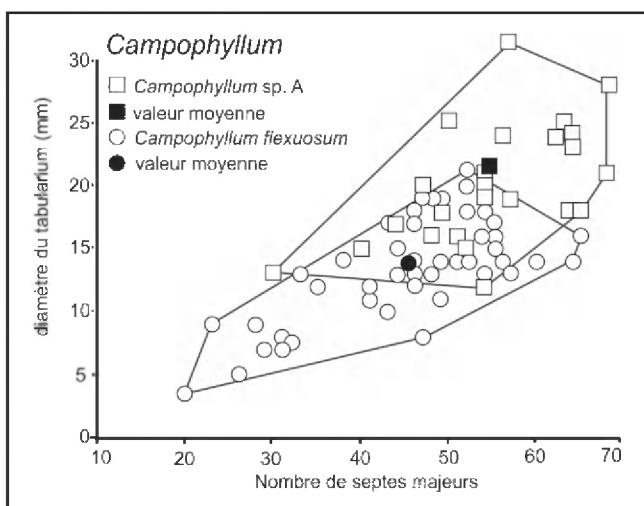 Campophyllum
Campophyllum sp. A
valeur moyenne
Campophyllum flexuosum
valeur moyenne
diamètre du tabularium (mm)
30
25
20
15
10
5
0
10 20 30 40 50 60 70
Nombre de septes majeurs